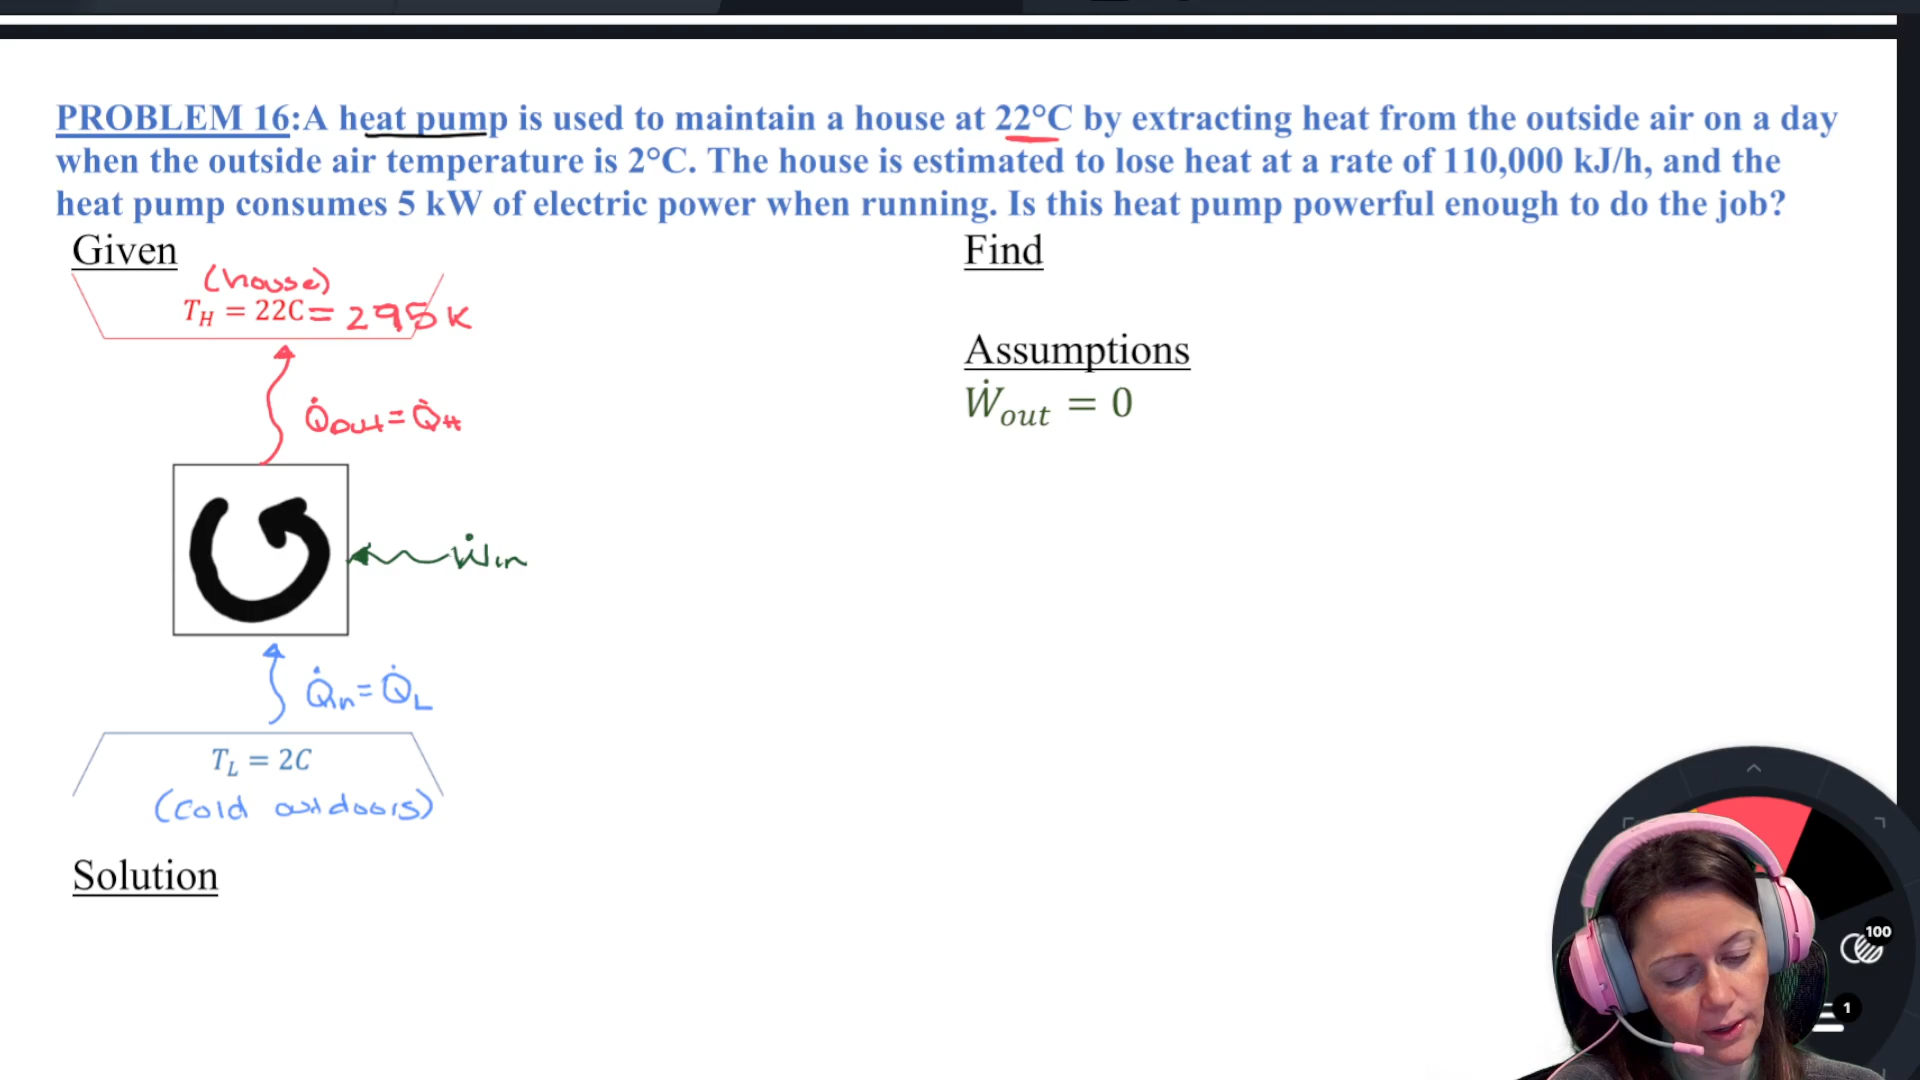 PROBLEM 16:A heat pump is used to maintain a house at 22°C by extracting heat from the outside air on a day
when the outside air temperature is 2°C. The house is estimated to lose heat at a rate of 110,000 kJ/h, and the
heat pump consumes 5 kW of electric power when running. Is this heat pump powerful enough to do the job?
Given
(house)
T_H = 22C = 295 K
Q̇out = Q̇H
Ẇin
Q̇in = Q̇L
T_L = 2C
(cold outdoors)
Solution
Find
Assumptions
Ẇ_out = 0
100
1